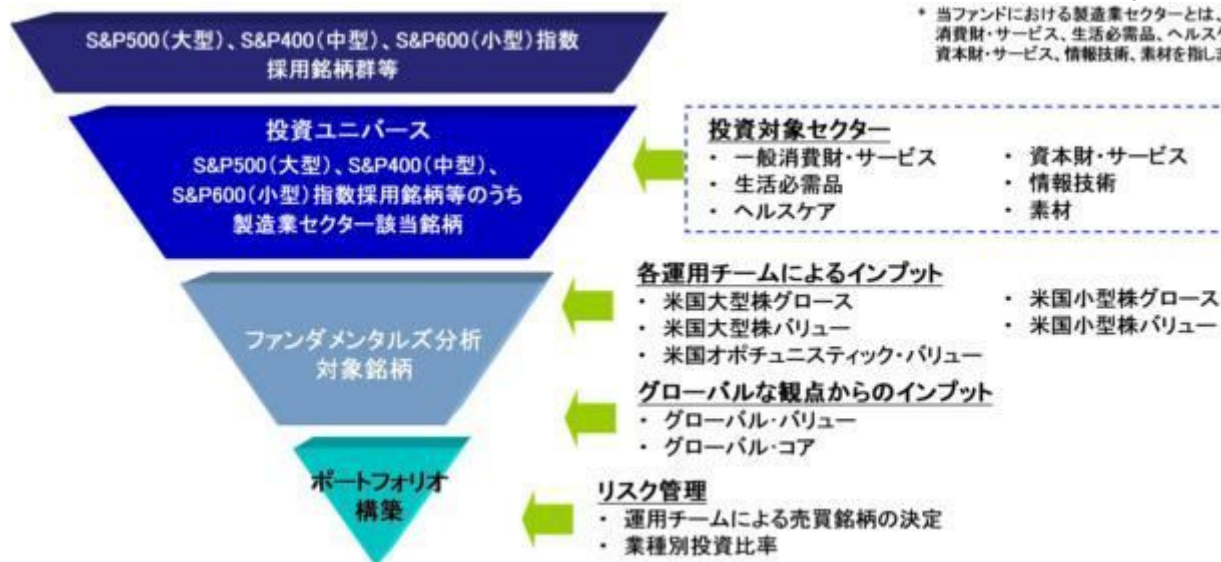 * 当ファンドにおける製造業セクターとは、
消費財・サービス、生活必需品、ヘルスケ
資本財・サービス、情報技術、素材を指しま
S&P500(大型)、S&P400(中型)、S&P600(小型)指数
採用銘柄群等
投資ユニバース
S&P500(大型)、S&P400(中型)、
S&P600(小型)指数採用銘柄等のうち
製造業セクター該当銘柄
投資対象セクター
・ 一般消費財・サービス
・ 生活必需品
・ ヘルスケア
・ 資本財・サービス
・ 情報技術
・ 素材
ファンダメンタルズ分析
対象銘柄
各運用チームによるインプット
・ 米国大型株グロース
・ 米国大型株バリュー
・ 米国オポチュニスティック・バリュー
・ 米国小型株グロース
・ 米国小型株バリュー
グローバルな観点からのインプット
・ グローバル・バリュー
・ グローバル・コア
ポートフォリオ
構築
リスク管理
・ 運用チームによる売買銘柄の決定
・ 業種別投資比率